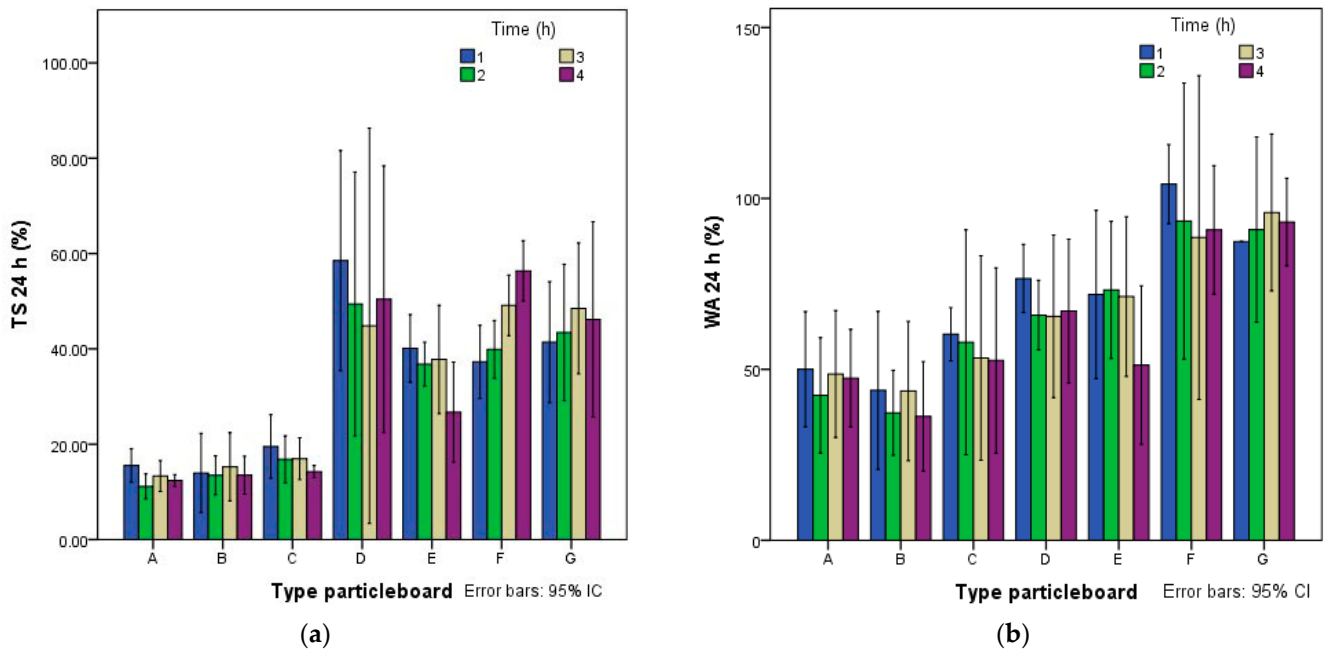 Time (h)
1 3
2 4
100.00
80.00
60.00
40.00
20.00
0.00
TS 24 h (%)
A B C D E F G
Type particleboard Error bars: 95% IC
(a)
Time (h)
1 3
2 4
150
100
50
0
WA 24 h (%)
A B C D E F G
Type particleboard Error bars: 95% CI
(b)